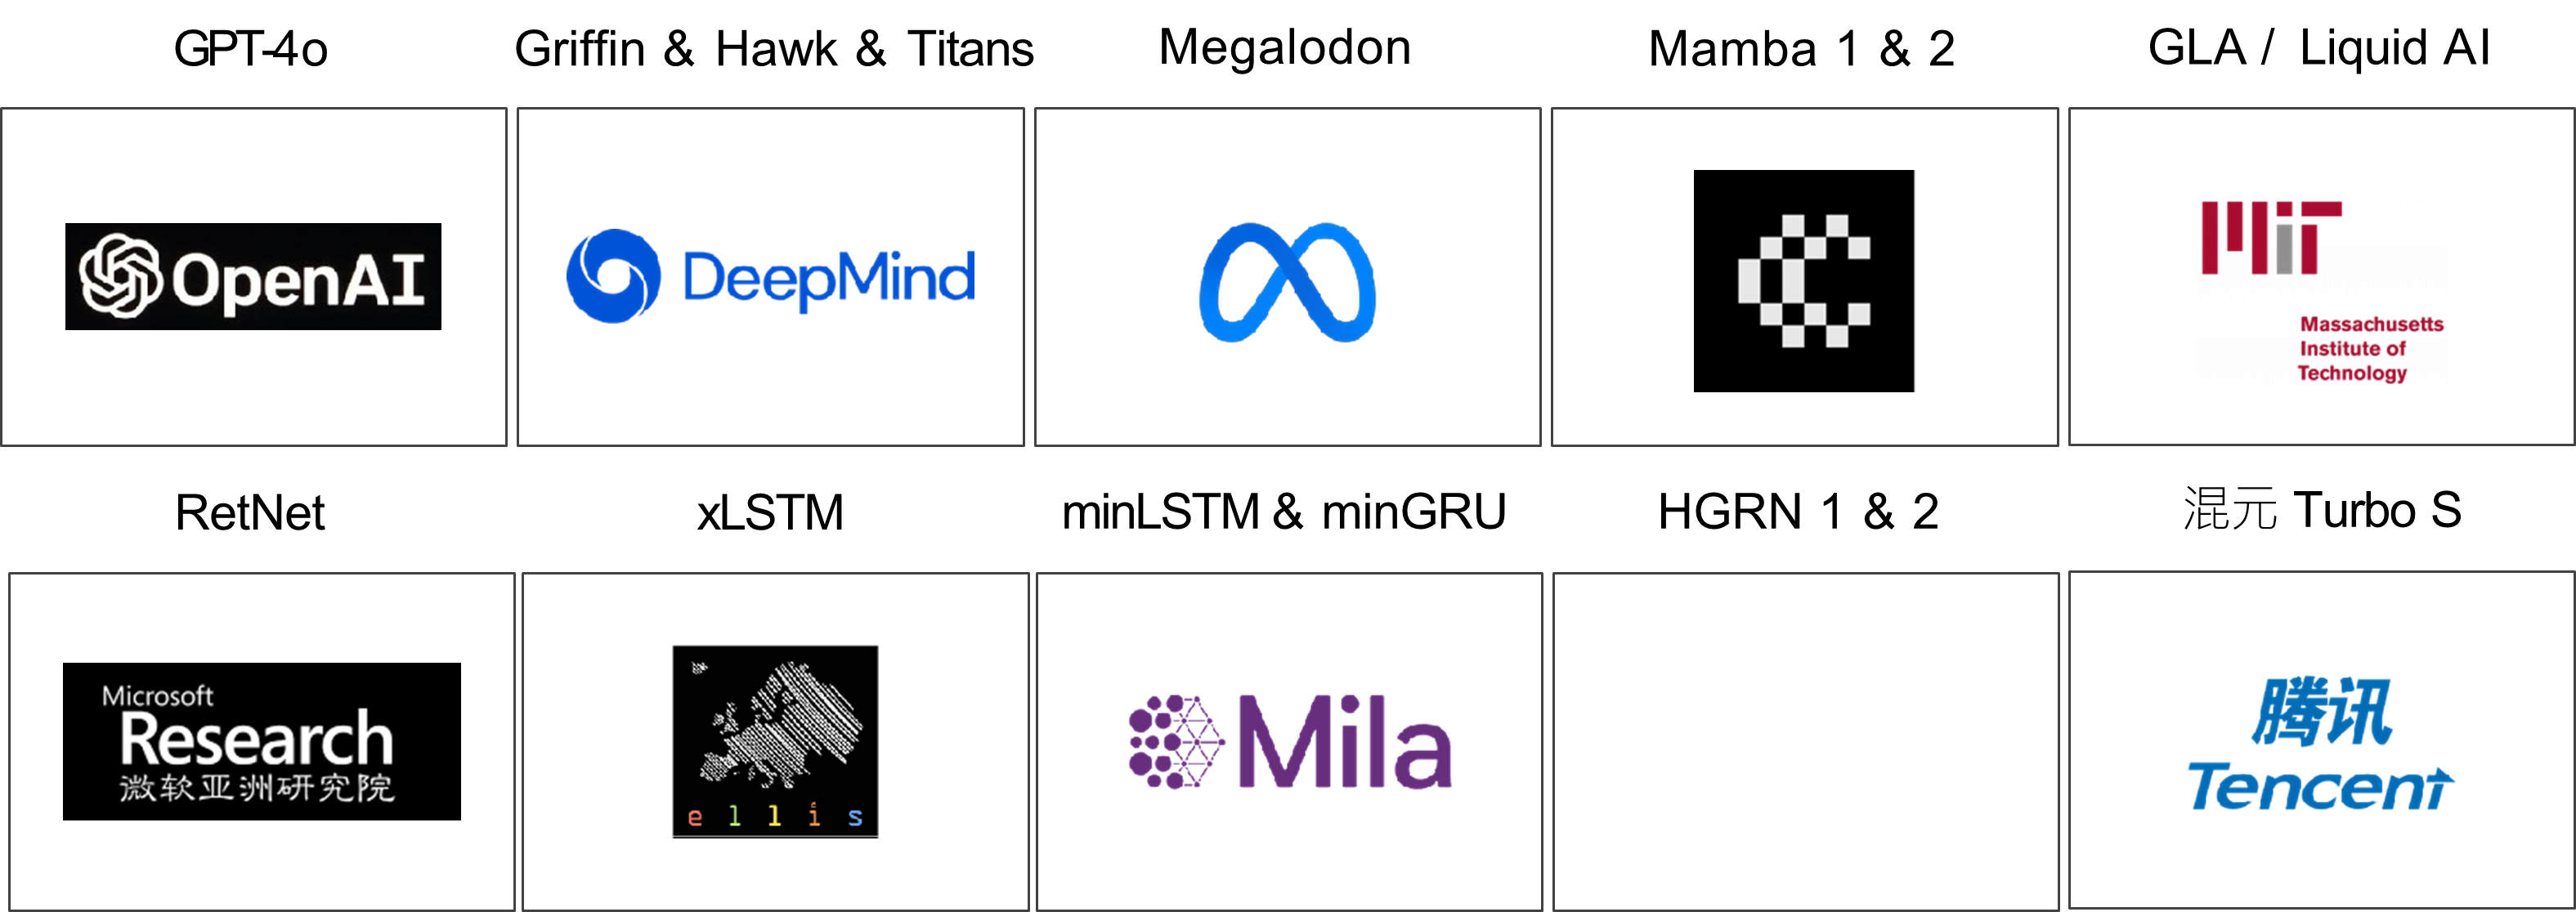 GPT-4o
Griffin & Hawk & Titans
Megalodon
Mamba 1 & 2
GLA / Liquid AI
OpenAI
DeepMind
MIT
Massachusetts
Institute of
Technology
RetNet
xLSTM
minLSTM & minGRU
HGRN 1 & 2
混元 Turbo S
Microsoft
Research
微软亚洲研究院
ellis
Mila
腾讯
Tencent